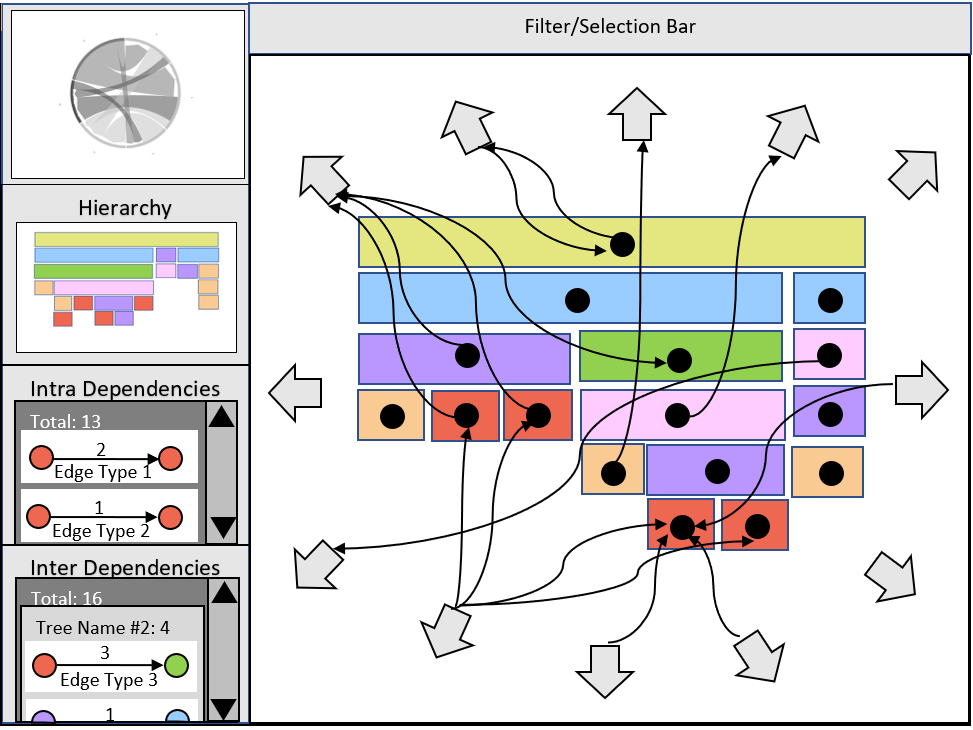 Filter/Selection Bar
Hierarchy
Intra Dependencies
Total: 13
2
Edge Type 1
1
Edge Type 2
Inter Dependencies
Total: 16
Tree Name #2: 4
3
Edge Type 3
1